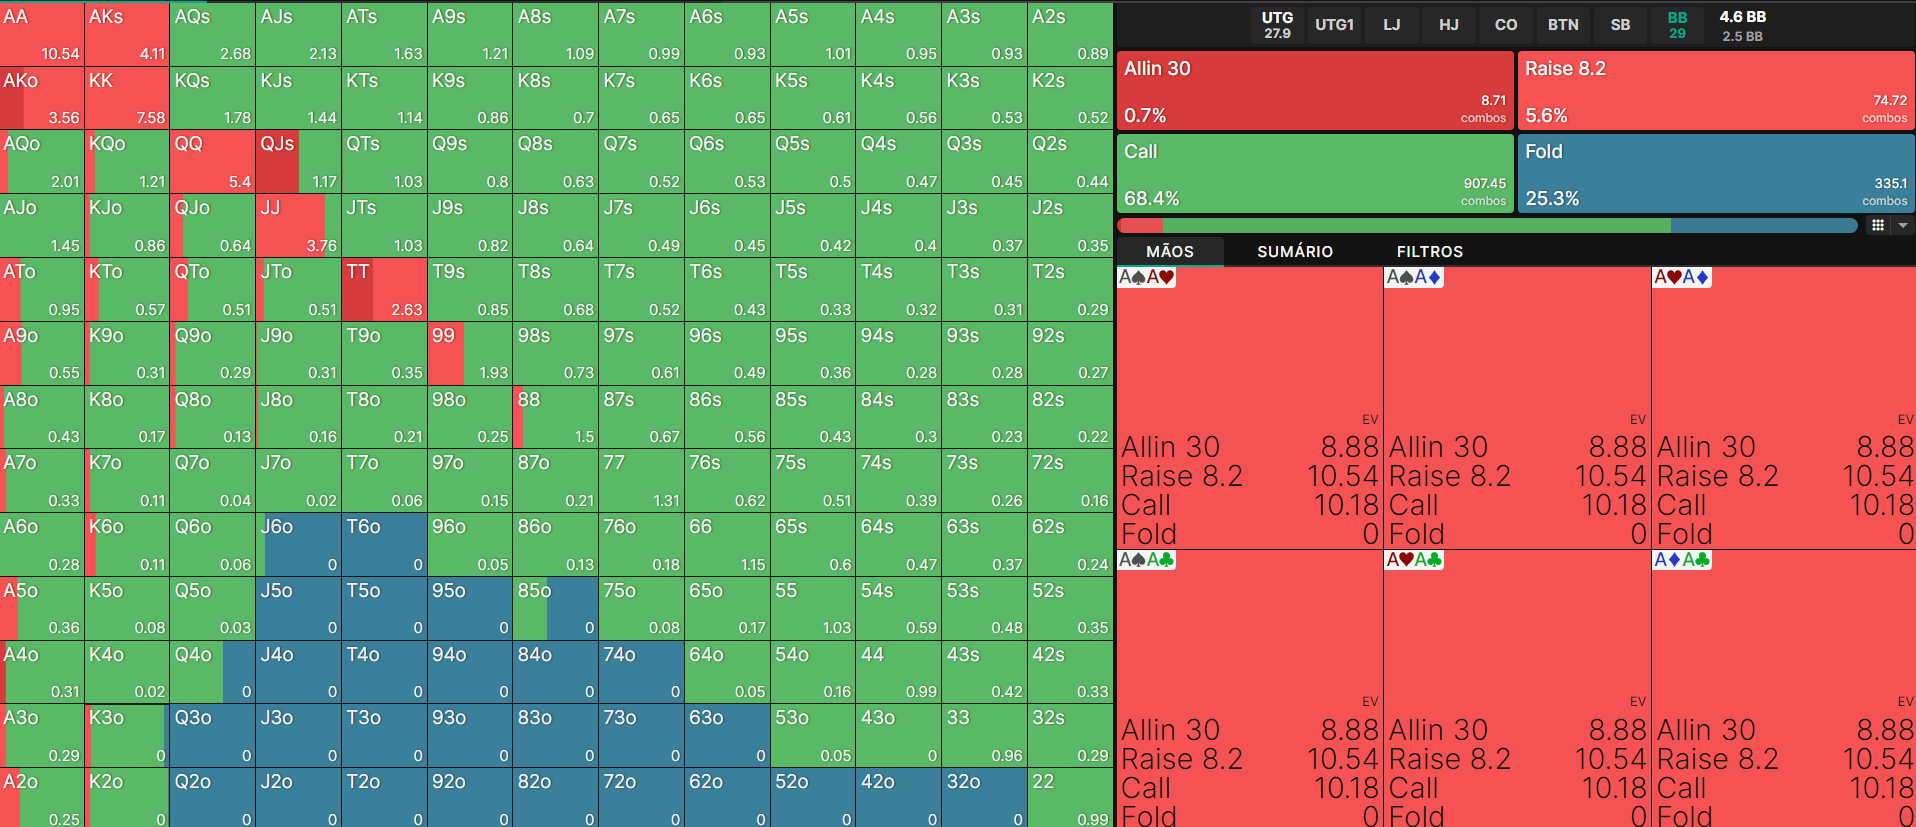 AA AKs AQs AJs ATs A9s A8s A7s A6s A5s A4s A3s A2s
10.54 4.11 2.68 2.13 1.63 1.21 1.09 0.99 0.93 1.01 0.95 0.93 0.89
AKo KK KQs KJs KTs K9s K8s K7s K6s K5s K4s K3s K2s
3.56 7.58 1.78 1.44 1.14 0.86 0.7 0.65 0.65 0.61 0.56 0.53 0.52
AQo KQo QQ QJs QTs Q9s Q8s Q7s Q6s Q5s Q4s Q3s Q2s
2.01 1.21 5.4 1.17 1.03 0.8 0.63 0.52 0.53 0.5 0.47 0.45 0.44
AJo KJo QJo JJ JTs J9s J8s J7s J6s J5s J4s J3s J2s
1.45 0.86 0.64 3.76 1.03 0.82 0.64 0.49 0.45 0.42 0.4 0.37 0.35
ATo KTo QTo JTo TT T9s T8s T7s T6s T5s T4s T3s T2s
0.95 0.57 0.51 0.51 2.63 0.85 0.68 0.52 0.43 0.33 0.32 0.31 0.29
A9o K9o Q9o J9o T9o 99 98s 97s 96s 95s 94s 93s 92s
0.55 0.31 0.29 0.31 0.35 1.93 0.73 0.61 0.49 0.36 0.28 0.28 0.27
A8o K8o Q8o J8o T8o 98o 88 87s 86s 85s 84s 83s 82s
0.43 0.17 0.13 0.16 0.21 0.25 1.5 0.67 0.56 0.43 0.3 0.23 0.22
A7o K7o Q7o J7o T7o 97o 87o 77 76s 75s 74s 73s 72s
0.33 0.11 0.04 0.02 0.06 0.15 0.21 1.31 0.62 0.51 0.39 0.26 0.16
A6o K6o Q6o J6o T6o 96o 86o 76o 66 65s 64s 63s 62s
0.28 0.11 0.06 0 0 0.05 0.13 0.18 1.15 0.6 0.47 0.37 0.24
A5o K5o Q5o J5o T5o 95o 85o 75o 65o 55 54s 53s 52s
0.36 0.08 0.03 0 0 0 0 0.08 0.17 1.03 0.59 0.48 0.35
A4o K4o Q4o J4o T4o 94o 84o 74o 64o 54o 44 43s 42s
0.31 0.02 0 0 0 0 0 0 0.05 0.16 0.99 0.42 0.33
A3o K3o Q3o J3o T3o 93o 83o 73o 63o 53o 43o 33 32s
0.29 0 0 0 0 0 0 0 0 0.05 0 0.96 0.29
A2o K2o Q2o J2o T2o 92o 82o 72o 62o 52o 42o 32o 22
0.25 0 0 0 0 0 0 0 0 0 0 0 0.99
UTG UTG1 LJ HJ CO BTN SB BB 4.6 BB
27.9 29 2.5 BB
Allin 30 Raise 8.2
8.71 74.72
0.7% combos 5.6% combos
Call Fold
907.45 335.1
68.4% combos 25.3% combos
MÃOS SUMÁRIO FILTROS
A♠A♥ A♠A♦ A♥A♦
EV EV EV
Allin 30 8.88 Allin 30 8.88 Allin 30 8.88
Raise 8.2 10.54 Raise 8.2 10.54 Raise 8.2 10.54
Call 10.18 Call 10.18 Call 10.18
Fold 0 Fold 0 Fold 0
A♠A♣ A♥A♣ A♦A♣
EV EV EV
Allin 30 8.88 Allin 30 8.88 Allin 30 8.88
Raise 8.2 10.54 Raise 8.2 10.54 Raise 8.2 10.54
Call 10.18 Call 10.18 Call 10.18
Fold 0 Fold 0 Fold 0